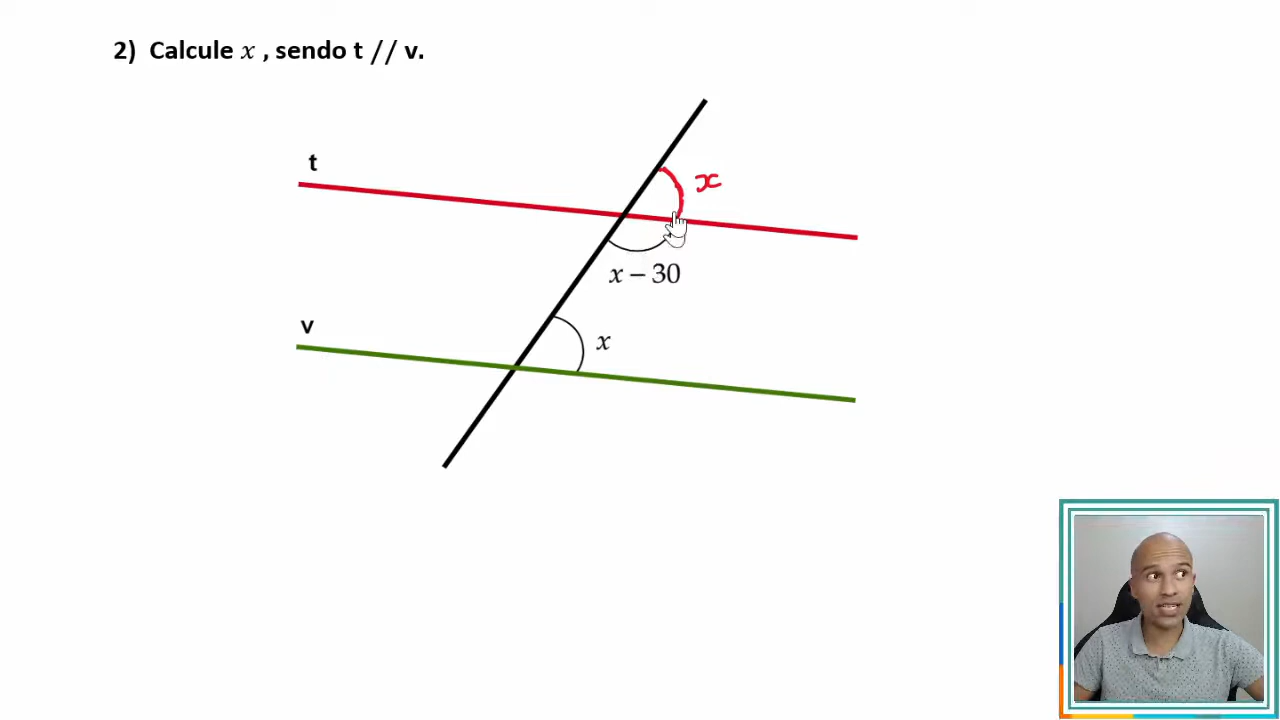 2) Calcule x , sendo t // v.
t
x
x – 30
v
x